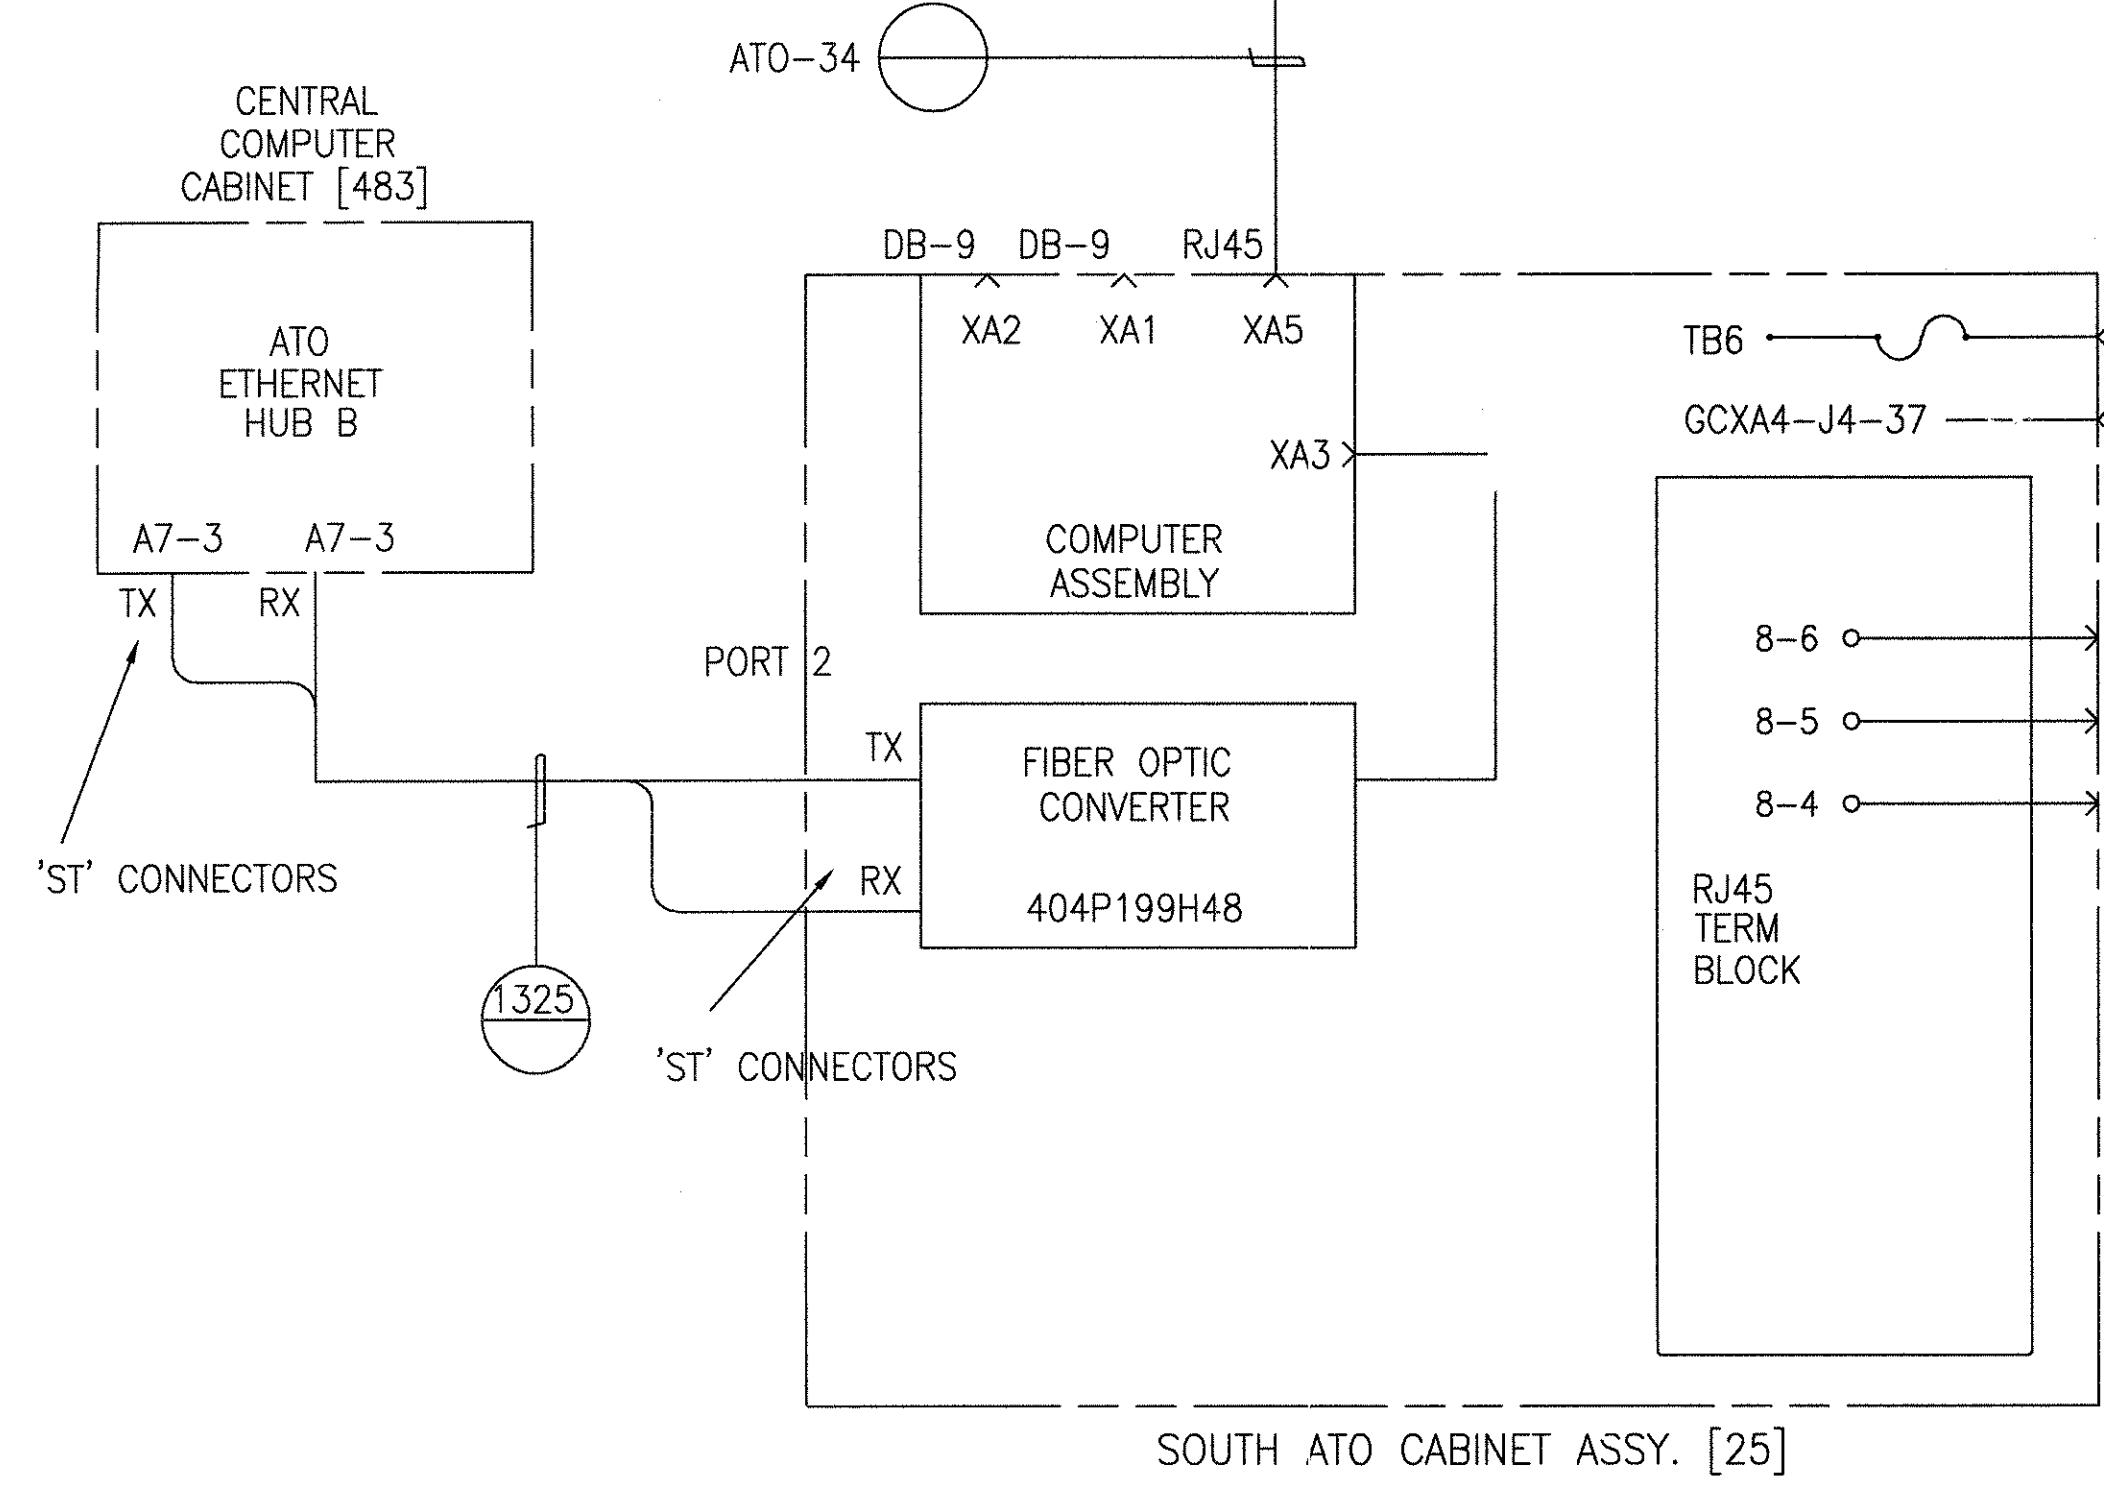 ATO-34
CENTRAL
COMPUTER
CABINET [483]
DB-9 DB-9 RJ45
XA2 XA1 XA5
TB6
ATO
ETHERNET
HUB B
GCXA4-J4-37
XA3
A7-3 A7-3
COMPUTER
ASSEMBLY
TX RX
PORT 2
8-6
8-5
8-4
TX
FIBER OPTIC
CONVERTER
'ST' CONNECTORS
RX
404P199H48
RJ45
TERM
BLOCK
1325
'ST' CONNECTORS
SOUTH ATO CABINET ASSY. [25]